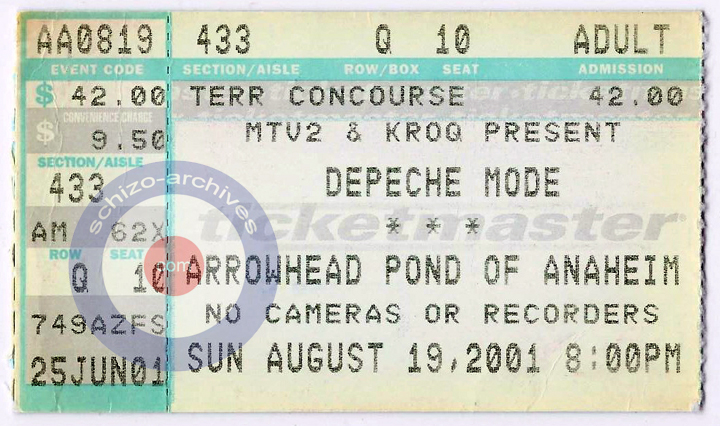 AA0819 433 Q 10 ADULT
EVENT CODE SECTION/AISLE ROW/BOX SEAT ADMISSION
$ 42.00 TERR CONCOURSE 42.00
CONVENIENCE CHARGE
$ 9.50 MTV2 & KROQ PRESENT
SECTION/AISLE
433 DEPECHE MODE
ticketmaster
AM 62X * * *
ROW SEAT
Q 10 ARROWHEAD POND OF ANAHEIM
749AZFS NO CAMERAS OR RECORDERS
25JUN01 SUN AUGUST 19,2001 8:00PM
schizo-archives
.com